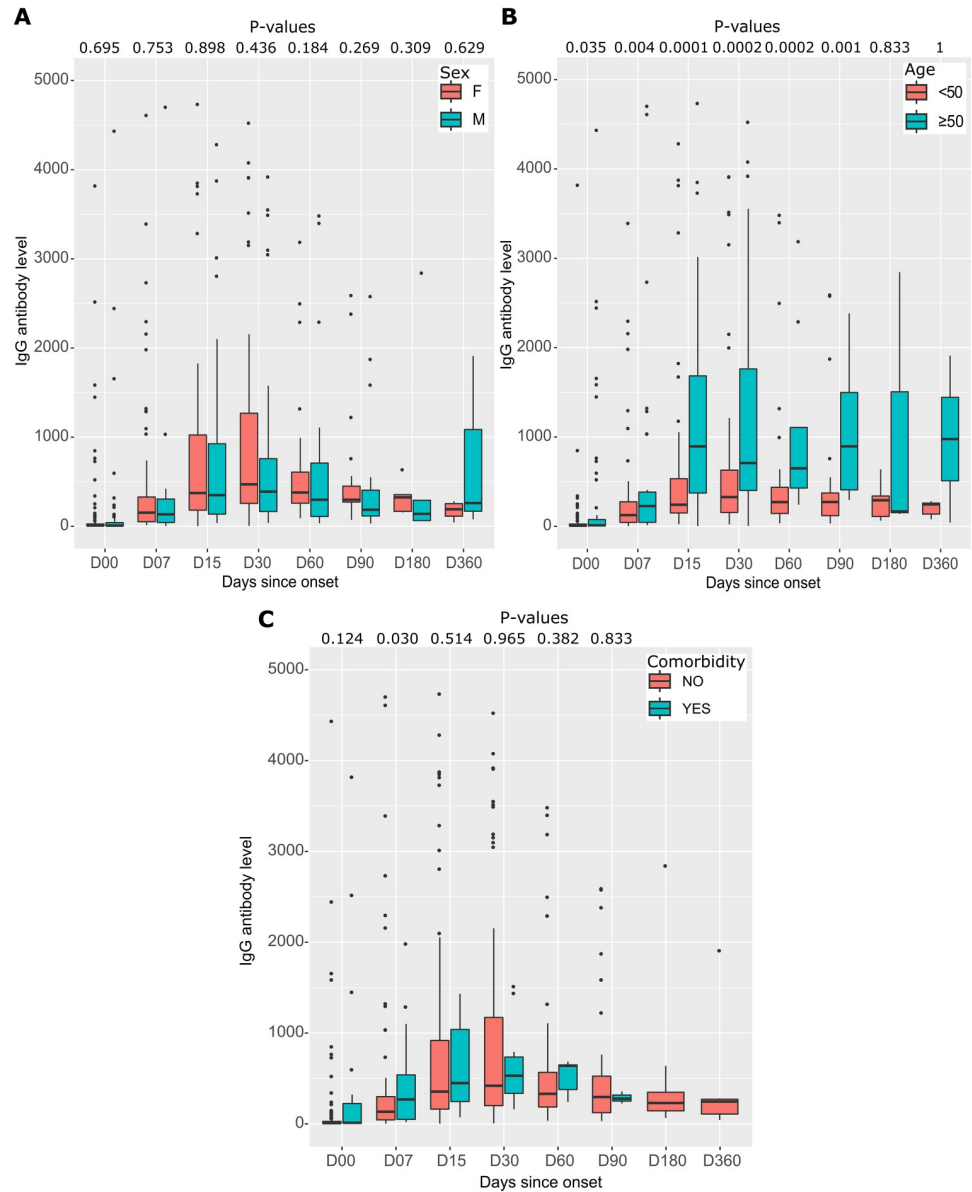 A
P-values
0.695 0.753 0.898 0.436 0.184 0.269 0.309 0.629
Sex
F
M
5000
4000
3000
2000
1000
0
IgG antibody level
D00 D07 D15 D30 D60 D90 D180 D360
Days since onset
B
P-values
0.035 0.004 0.0001 0.0002 0.0002 0.001 0.833 1
Age
<50
≥50
5000
4000
3000
2000
1000
0
IgG antibody level
D00 D07 D15 D30 D60 D90 D180 D360
Days since onset
C
P-values
0.124 0.030 0.514 0.965 0.382 0.833
Comorbidity
NO
YES
5000
4000
3000
2000
1000
0
IgG antibody level
D00 D07 D15 D30 D60 D90 D180 D360
Days since onset